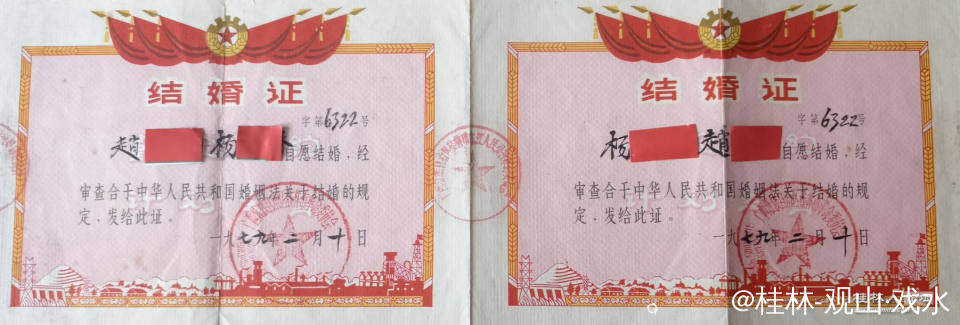 结婚证
字第6322号
趙 杨 自愿结婚，经
审查合于中华人民共和国婚姻法关于结婚的规
定，发给此证。
一九七九年二月十日
结婚证
字第6322号
杨 趙 自愿结婚，经
审查合于中华人民共和国婚姻法关于结婚的规
定，发给此证。
一九七九年二月十日
@桂林-观山-戏水